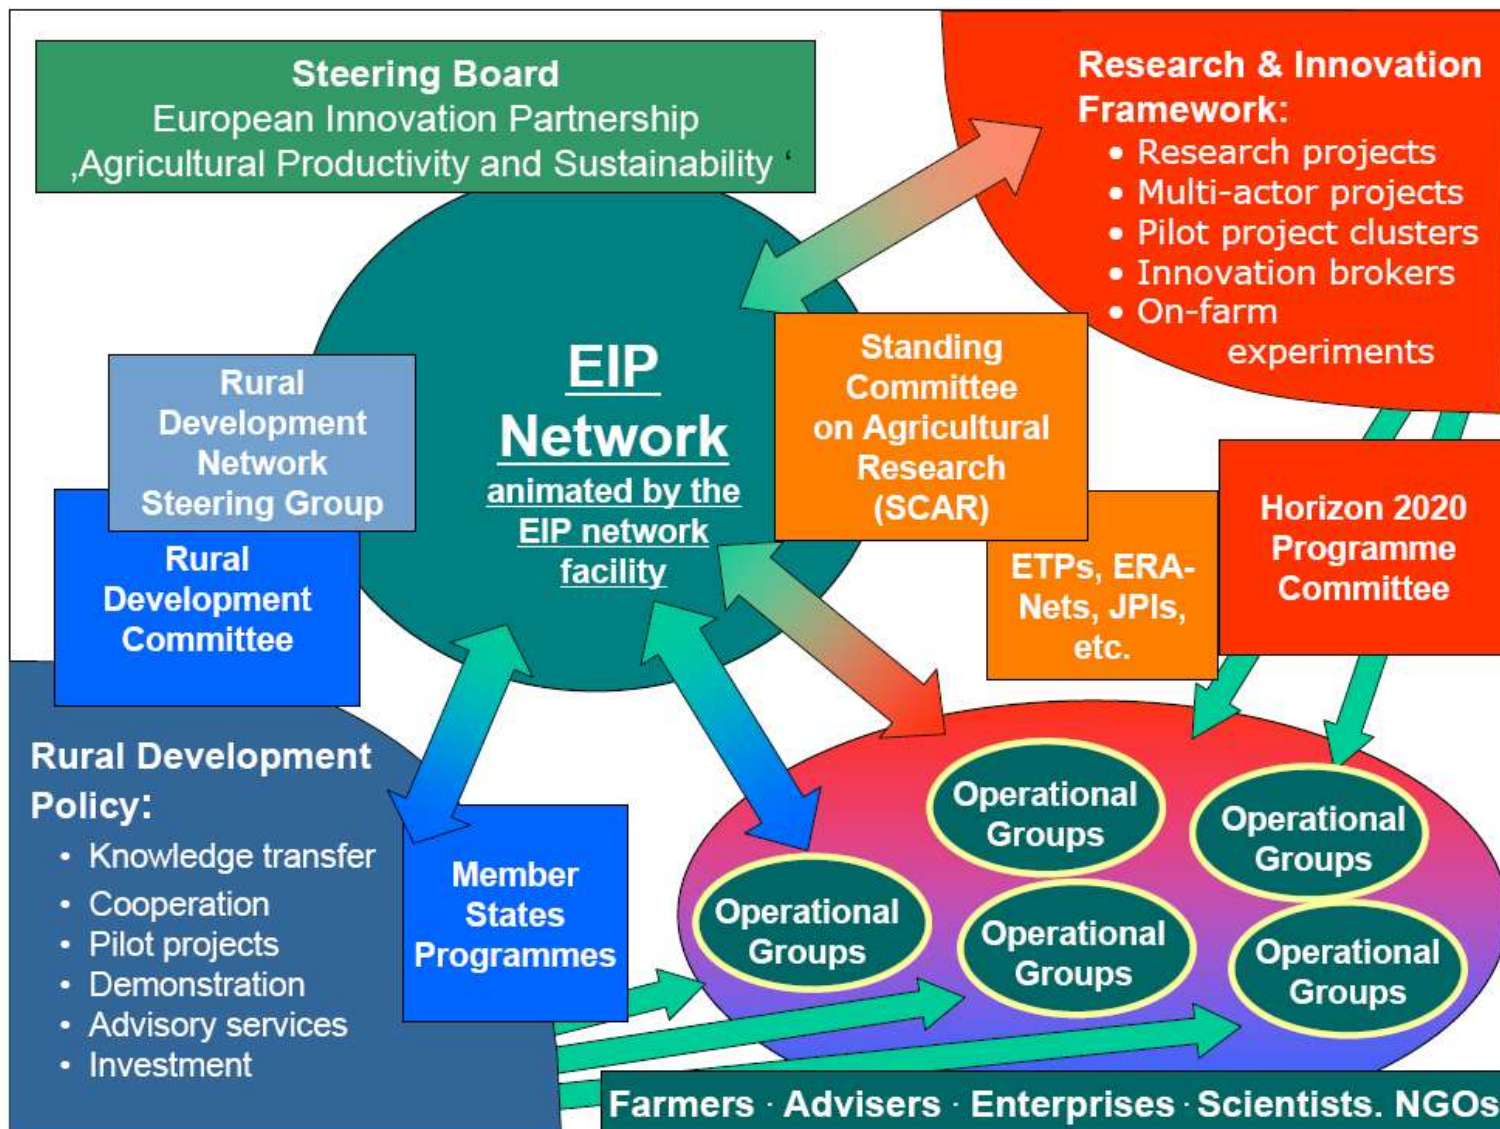 Steering Board
European Innovation Partnership
‚Agricultural Productivity and Sustainability ‘
Research & Innovation
Framework:
• Research projects
• Multi-actor projects
• Pilot project clusters
• Innovation brokers
• On-farm
experiments
EIP
Network
animated by the
EIP network
facility
Standing
Committee
on Agricultural
Research
(SCAR)
Rural
Development
Network
Steering Group
Rural
Development
Committee
ETPs, ERA-
Nets, JPIs,
etc.
Horizon 2020
Programme
Committee
Rural Development
Policy:
• Knowledge transfer
• Cooperation
• Pilot projects
• Demonstration
• Advisory services
• Investment
Member
States
Programmes
Operational
Groups
Operational
Groups
Operational
Groups
Operational
Groups
Operational
Groups
Farmers · Advisers · Enterprises · Scientists. NGOs